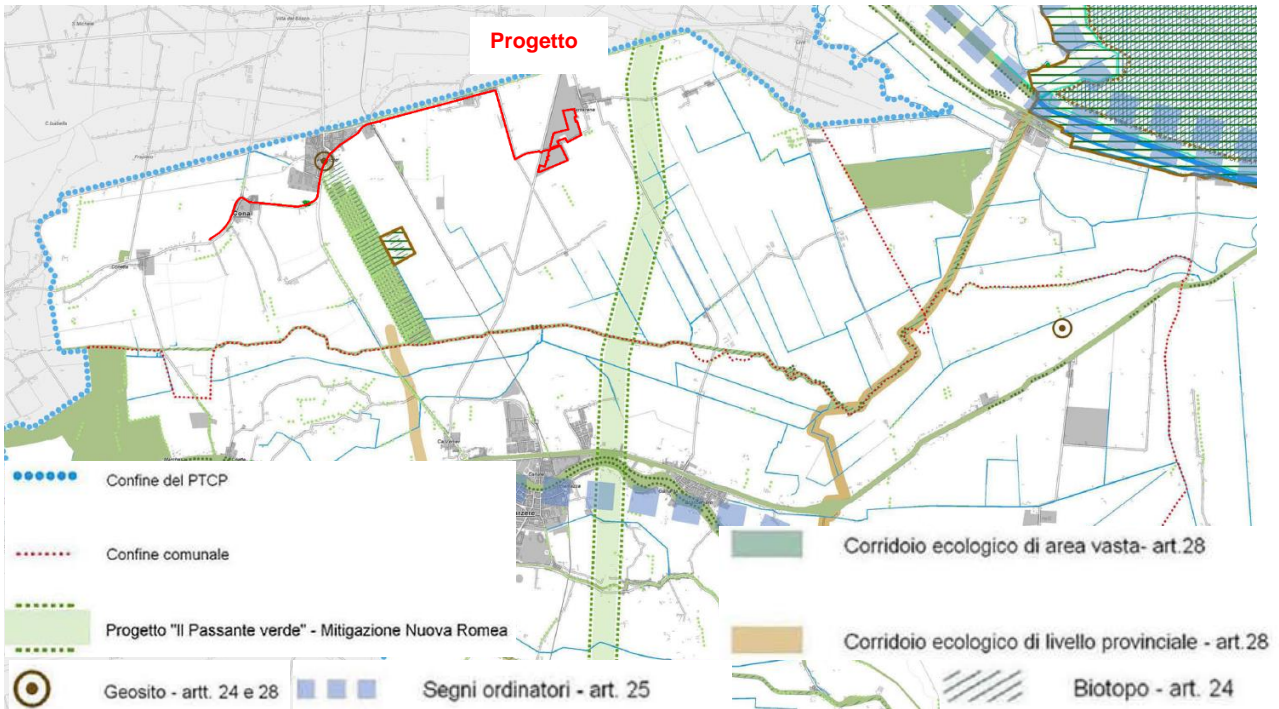 Progetto
Conai
Confine del PTCP
Confine comunale
Progetto "Il Passante verde" - Mitigazione Nuova Romea
Geosito - artt. 24 e 28
Segni ordinatori - art. 25
Corridoio ecologico di area vasta- art.28
Corridoio ecologico di livello provinciale - art.28
Biotopo - art. 24